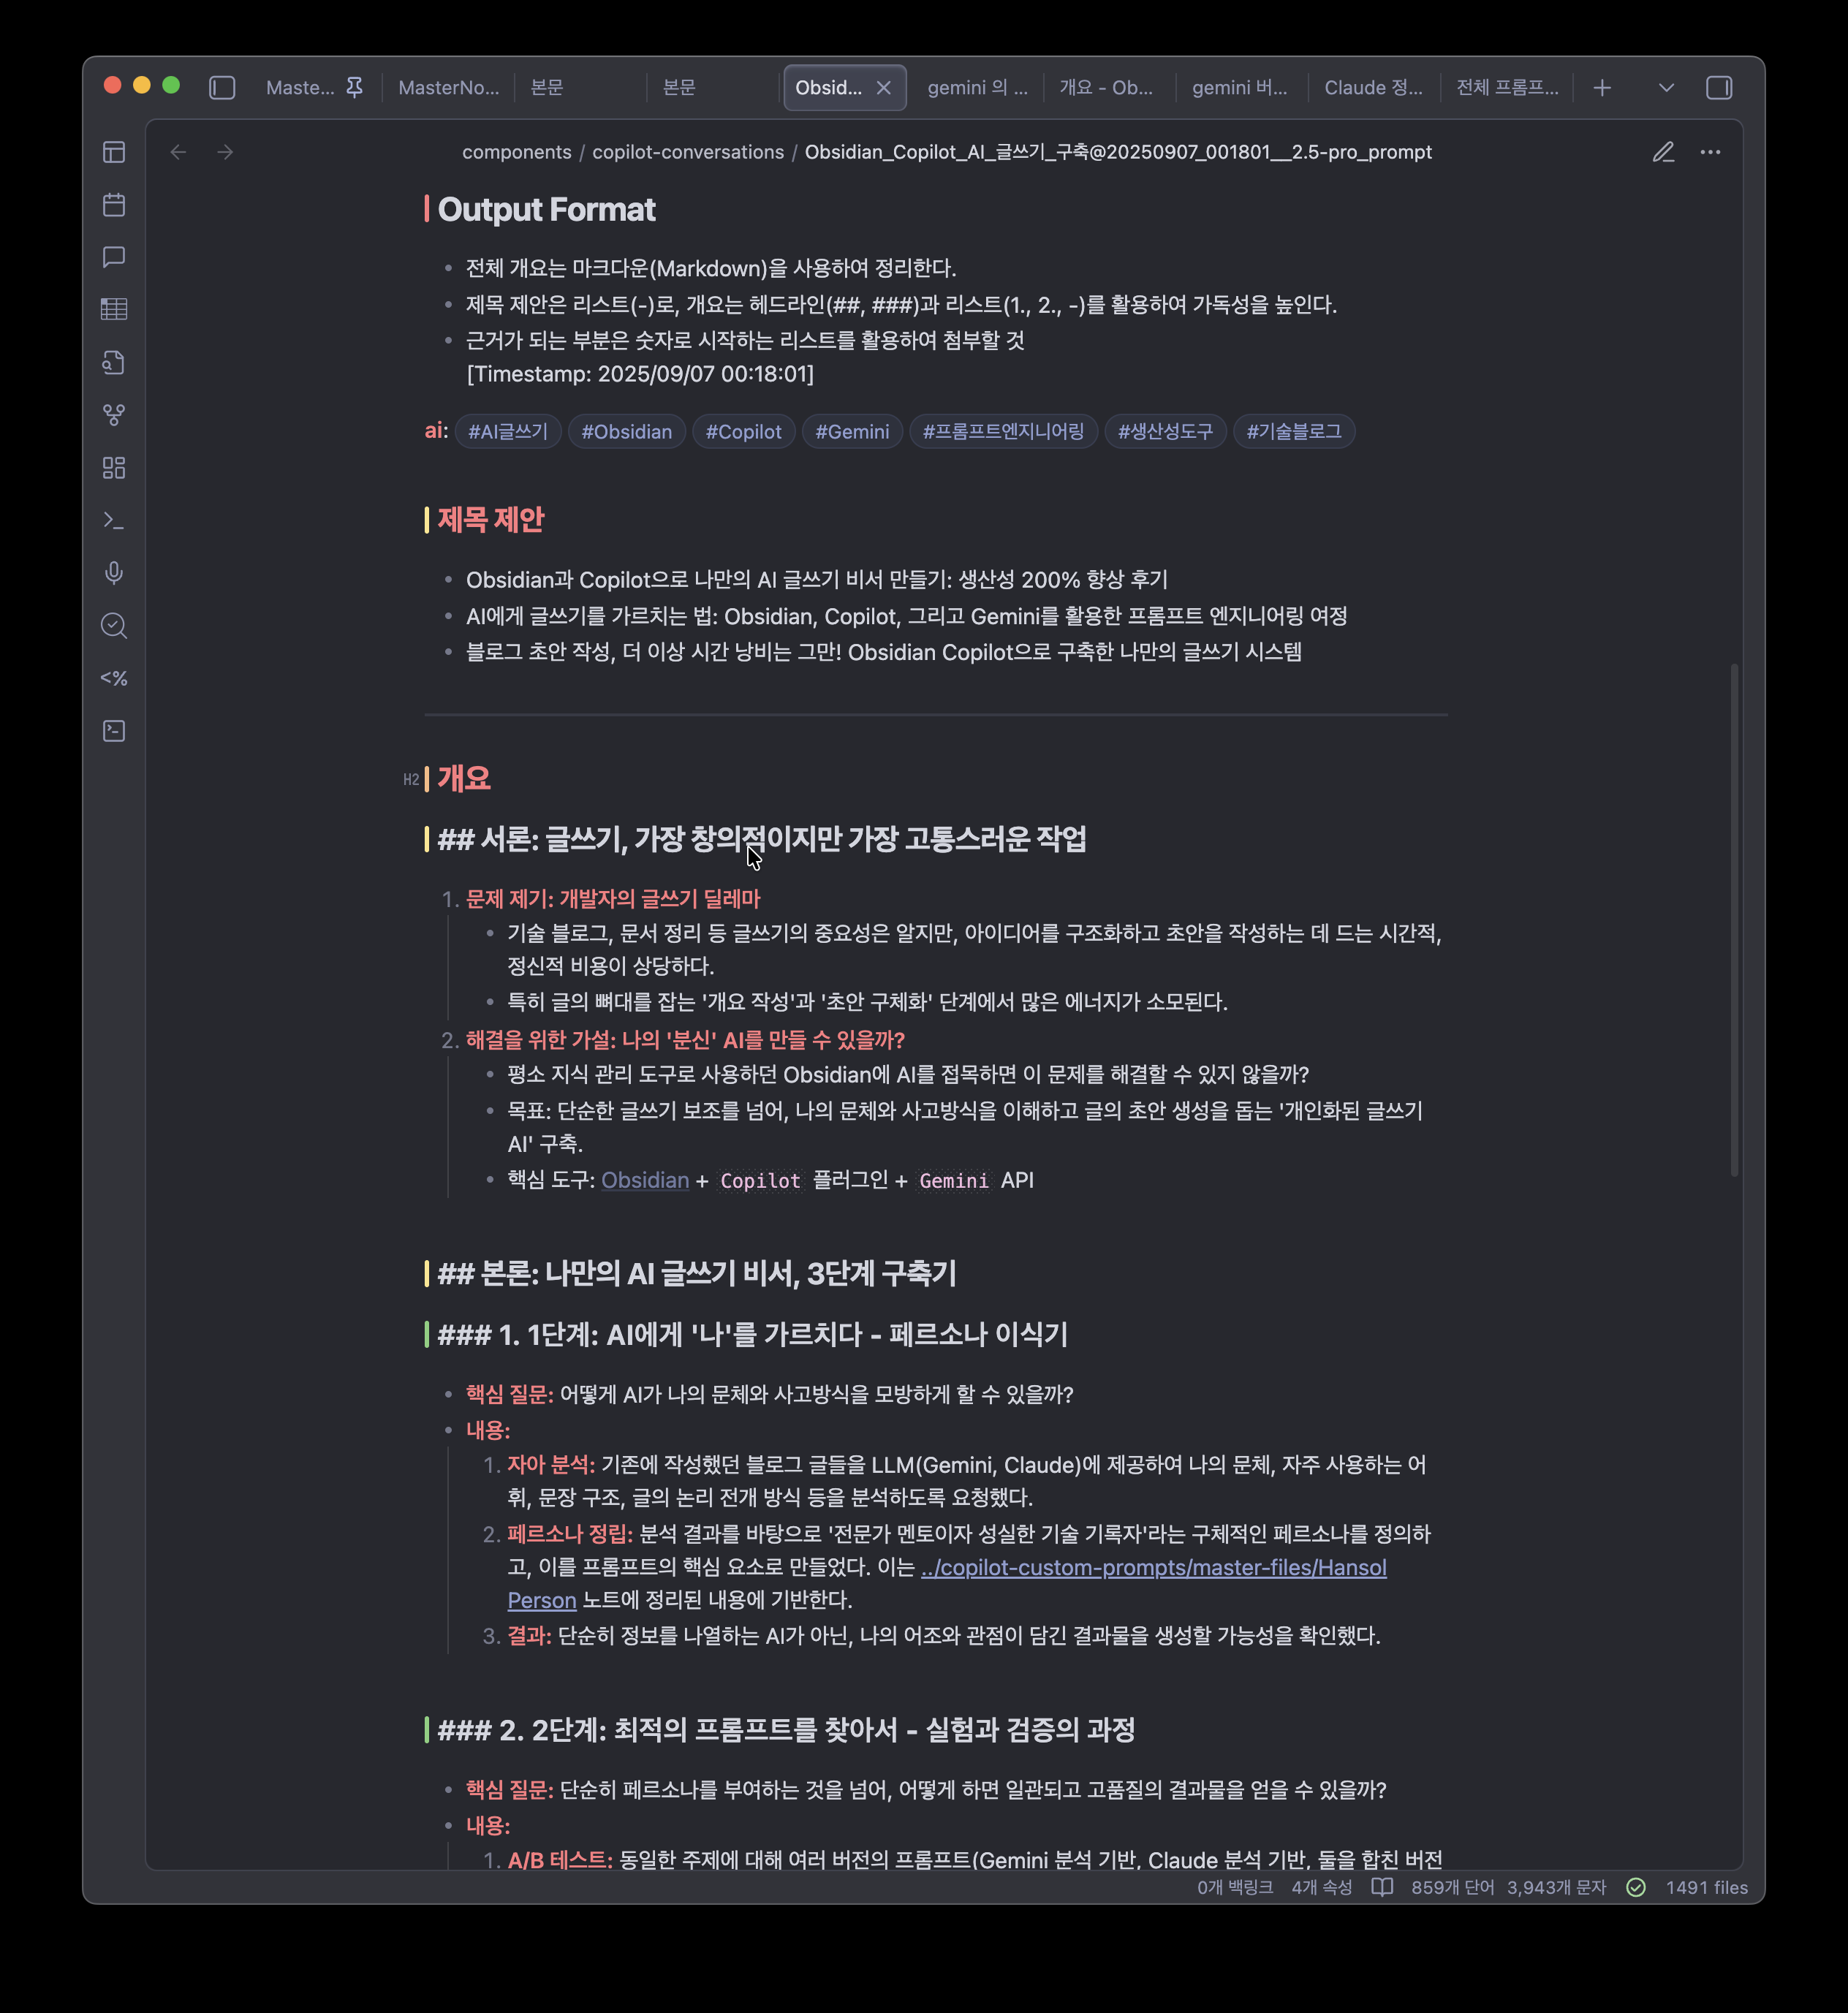 Maste...
MasterNo...
본문
본문
Obsid...
gemini 의 ...
개요 - Ob...
gemini 버...
Claude 정...
전체 프롬프...
components / copilot-conversations / Obsidian_Copilot_AI_글쓰기_구축@20250907_001801__2.5-pro_prompt
Output Format
전체 개요는 마크다운(Markdown)을 사용하여 정리한다.
제목 제안은 리스트(-)로, 개요는 헤드라인(##, ###)과 리스트(1., 2., -)를 활용하여 가독성을 높인다.
근거가 되는 부분은 숫자로 시작하는 리스트를 활용하여 첨부할 것
[Timestamp: 2025/09/07 00:18:01]
ai: #AI글쓰기 #Obsidian #Copilot #Gemini #프롬프트엔지니어링 #생산성도구 #기술블로그
제목 제안
Obsidian과 Copilot으로 나만의 AI 글쓰기 비서 만들기: 생산성 200% 향상 후기
AI에게 글쓰기를 가르치는 법: Obsidian, Copilot, 그리고 Gemini를 활용한 프롬프트 엔지니어링 여정
블로그 초안 작성, 더 이상 시간 낭비는 그만! Obsidian Copilot으로 구축한 나만의 글쓰기 시스템
H2 개요
## 서론: 글쓰기, 가장 창의적이지만 가장 고통스러운 작업
1. 문제 제기: 개발자의 글쓰기 딜레마
기술 블로그, 문서 정리 등 글쓰기의 중요성은 알지만, 아이디어를 구조화하고 초안을 작성하는 데 드는 시간적,
정신적 비용이 상당하다.
특히 글의 뼈대를 잡는 '개요 작성'과 '초안 구체화' 단계에서 많은 에너지가 소모된다.
2. 해결을 위한 가설: 나의 '분신' AI를 만들 수 있을까?
평소 지식 관리 도구로 사용하던 Obsidian에 AI를 접목하면 이 문제를 해결할 수 있지 않을까?
목표: 단순한 글쓰기 보조를 넘어, 나의 문체와 사고방식을 이해하고 글의 초안 생성을 돕는 '개인화된 글쓰기
AI' 구축.
핵심 도구: Obsidian + Copilot 플러그인 + Gemini API
## 본론: 나만의 AI 글쓰기 비서, 3단계 구축기
### 1. 1단계: AI에게 '나'를 가르치다 - 페르소나 이식기
핵심 질문: 어떻게 AI가 나의 문체와 사고방식을 모방하게 할 수 있을까?
내용:
1. 자아 분석: 기존에 작성했던 블로그 글들을 LLM(Gemini, Claude)에 제공하여 나의 문체, 자주 사용하는 어
휘, 문장 구조, 글의 논리 전개 방식 등을 분석하도록 요청했다.
2. 페르소나 정립: 분석 결과를 바탕으로 '전문가 멘토이자 성실한 기술 기록자'라는 구체적인 페르소나를 정의하
고, 이를 프롬프트의 핵심 요소로 만들었다. 이는 ../copilot-custom-prompts/master-files/Hansol
Person 노트에 정리된 내용에 기반한다.
3. 결과: 단순히 정보를 나열하는 AI가 아닌, 나의 어조와 관점이 담긴 결과물을 생성할 가능성을 확인했다.
### 2. 2단계: 최적의 프롬프트를 찾아서 - 실험과 검증의 과정
핵심 질문: 단순히 페르소나를 부여하는 것을 넘어, 어떻게 하면 일관되고 고품질의 결과물을 얻을 수 있을까?
내용:
1. A/B 테스트: 동일한 주제에 대해 여러 버전의 프롬프트(Gemini 분석 기반, Claude 분석 기반, 둘을 합친 버전
<%
0개 백링크 4개 속성 859개 단어 3,943개 문자 1491 files